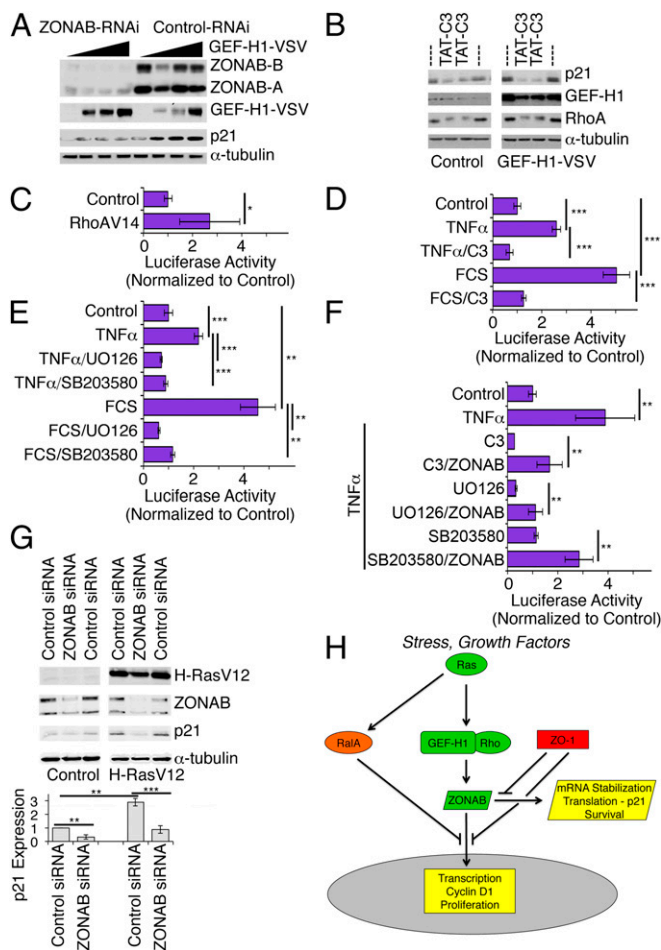 A
ZONAB-RNAi Control-RNAi
GEF-H1-VSV
ZONAB-B
ZONAB-A
GEF-H1-VSV
p21
α-tubulin
B
--- TAT-C3 TAT-C3 --- --- TAT-C3 TAT-C3 ---
p21
GEF-H1
RhoA
α-tubulin
Control GEF-H1-VSV
C
Control
RhoAV14
*
0 2 4
Luciferase Activity
(Normalized to Control)
D
Control
TNFα
TNFα/C3
FCS
FCS/C3
***
***
***
***
0 2 4
Luciferase Activity
(Normalized to Control)
E
Control
TNFα
TNFα/UO126
TNFα/SB203580
FCS
FCS/UO126
FCS/SB203580
***
***
***
**
**
**
0 2 4
Luciferase Activity
(Normalized to Control)
F
Control
TNFα
C3
C3/ZONAB
UO126
UO126/ZONAB
SB203580
SB203580/ZONAB
TNFα
**
**
**
**
0 2 4
Luciferase Activity
(Normalized to Control)
G
Control siRNA
ZONAB siRNA
Control siRNA
Control siRNA
ZONAB siRNA
Control siRNA
H-RasV12
ZONAB
p21
α-tubulin
Control H-RasV12
p21 Expression
3
2
1
0
**
**
***
Control siRNA
ZONAB siRNA
Control siRNA
ZONAB siRNA
H
Stress, Growth Factors
Ras
RalA
GEF-H1 Rho
ZO-1
ZONAB
mRNA Stabilization
Translation - p21
Survival
Transcription
Cyclin D1
Proliferation